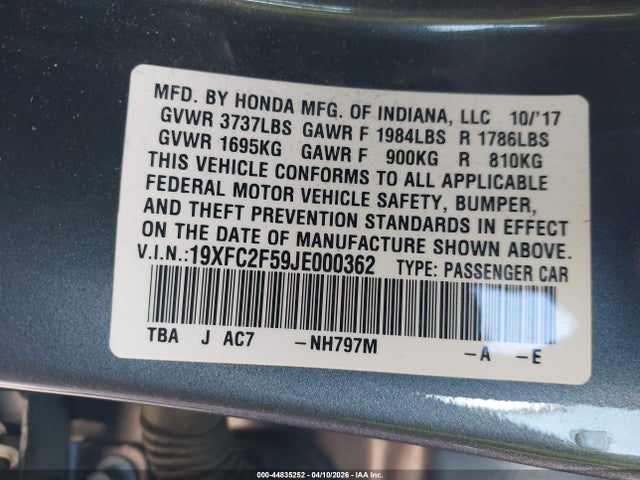 MFD. BY HONDA MFG. OF INDIANA, LLC 10/'17
GVWR 3737LBS GAWR F 1984LBS R 1786LBS
GVWR 1695KG GAWR F 900KG R 810KG
THIS VEHICLE CONFORMS TO ALL APPLICABLE
FEDERAL MOTOR VEHICLE SAFETY, BUMPER,
AND THEFT PREVENTION STANDARDS IN EFFECT
ON THE DATE OF MANUFACTURE SHOWN ABOVE.
V.I.N.:19XFC2F59JE000362 TYPE: PASSENGER CAR
TBA J AC7 -NH797M -A -E
000-44835252 - 04/10/2026 - IAA Inc.